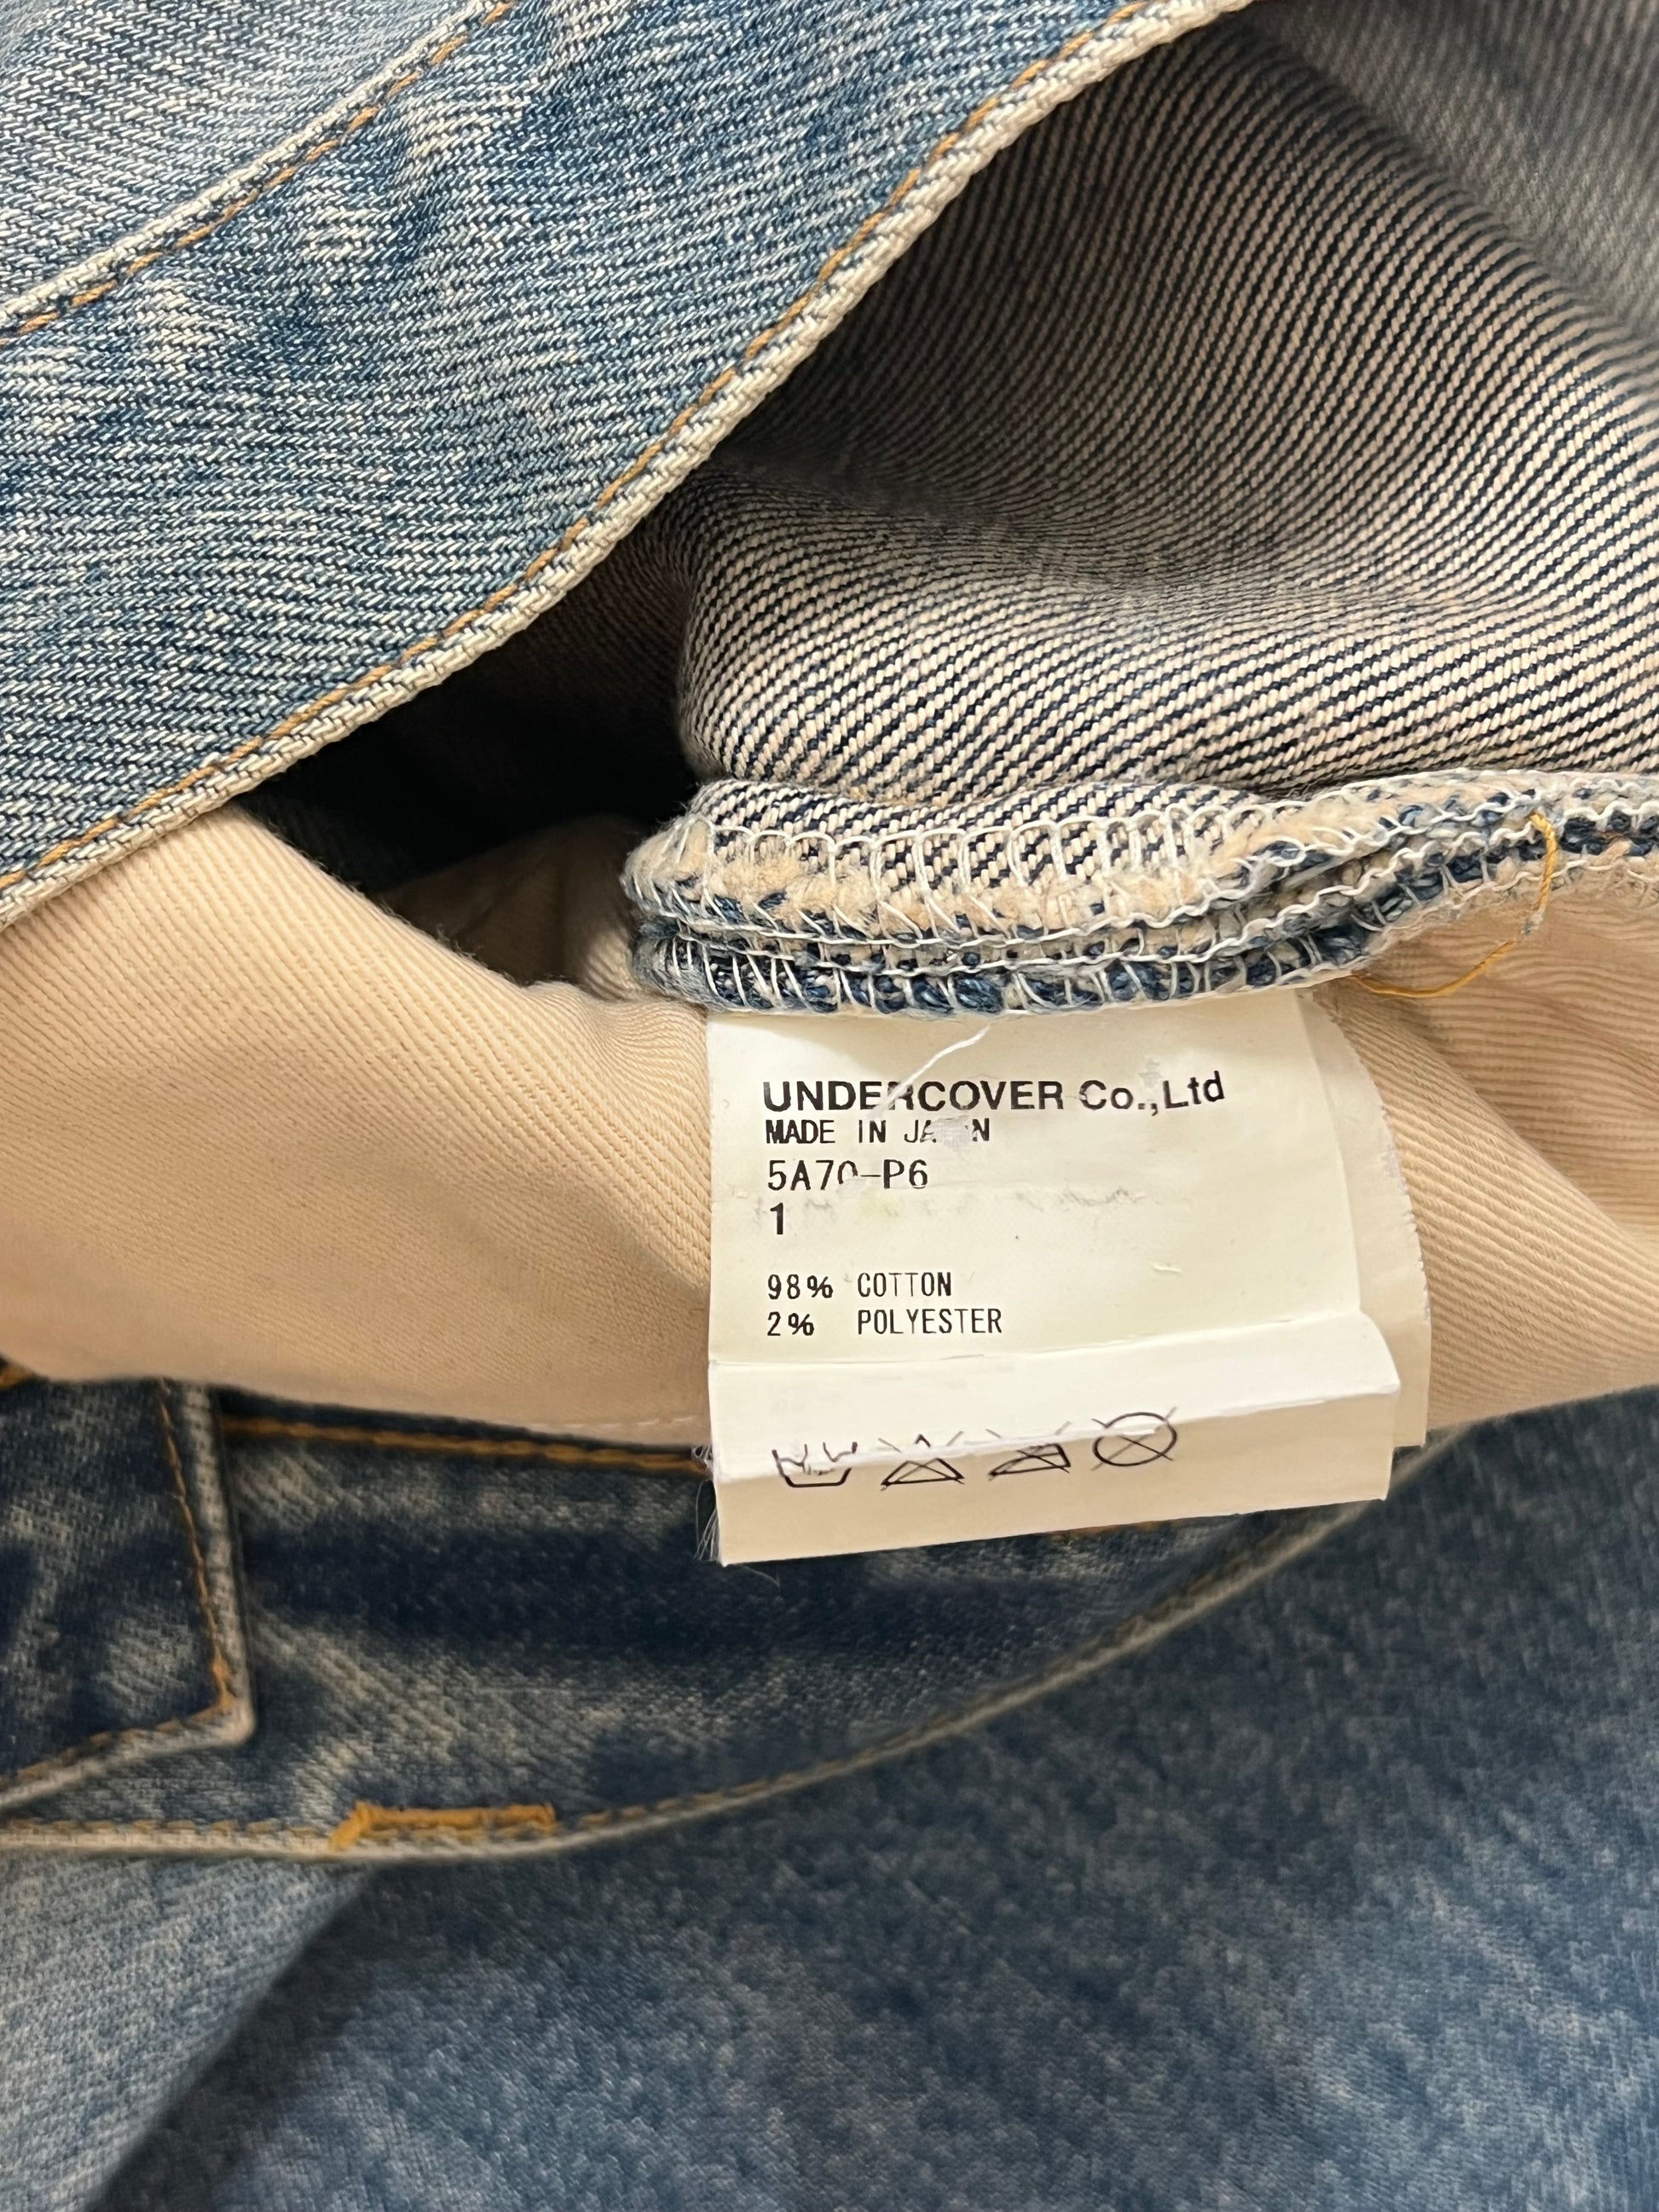 UNDERCOVER Co.,Ltd
MADE IN JAPAN
5A70-P6
1
98% COTTON
2% POLYESTER